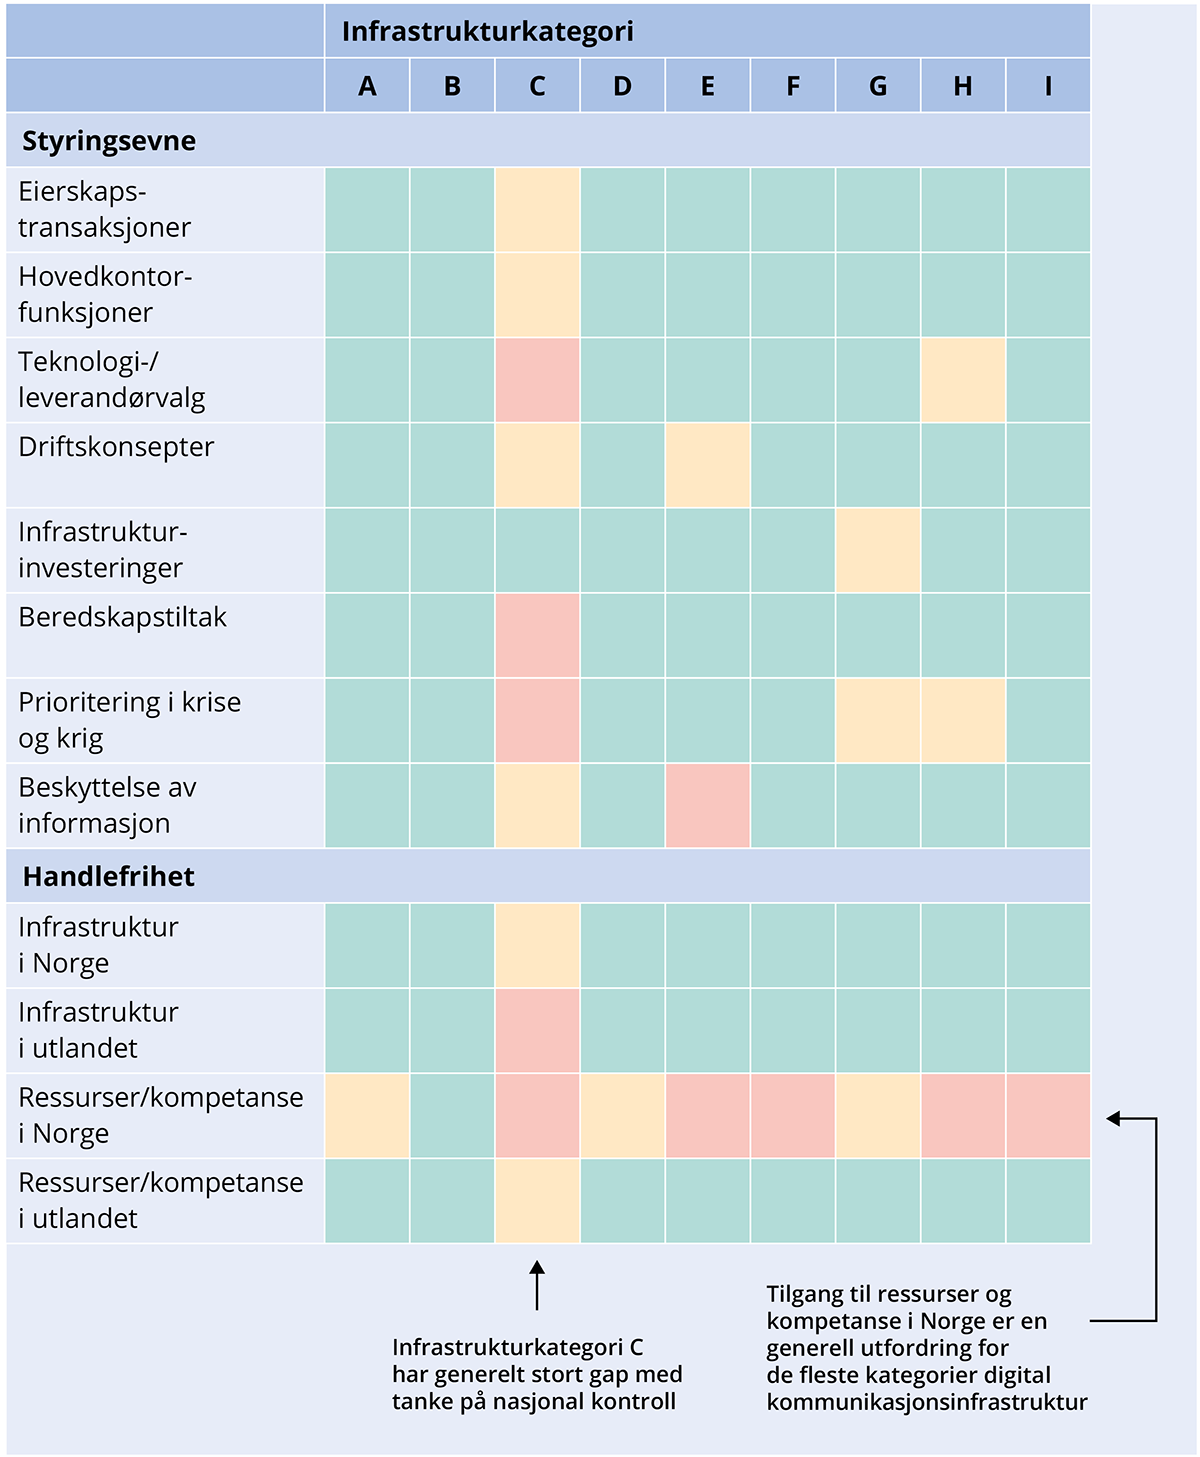 Infrastrukturkategori
A B C D E F G H I
Styringsevne
Eierskaps-
transaksjoner
Hovedkontor-
funksjoner
Teknologi-/
leverandørvalg
Driftskonsepter
Infrastruktur-
investeringer
Beredskapstiltak
Prioritering i krise
og krig
Beskyttelse av
informasjon
Handlefrihet
Infrastruktur
i Norge
Infrastruktur
i utlandet
Ressurser/kompetanse
i Norge
Ressurser/kompetanse
i utlandet
Infrastrukturkategori C
har generelt stort gap med
tanke på nasjonal kontroll
Tilgang til ressurser og
kompetanse i Norge er en
generell utfordring for
de fleste kategorier digital
kommunikasjonsinfrastruktur